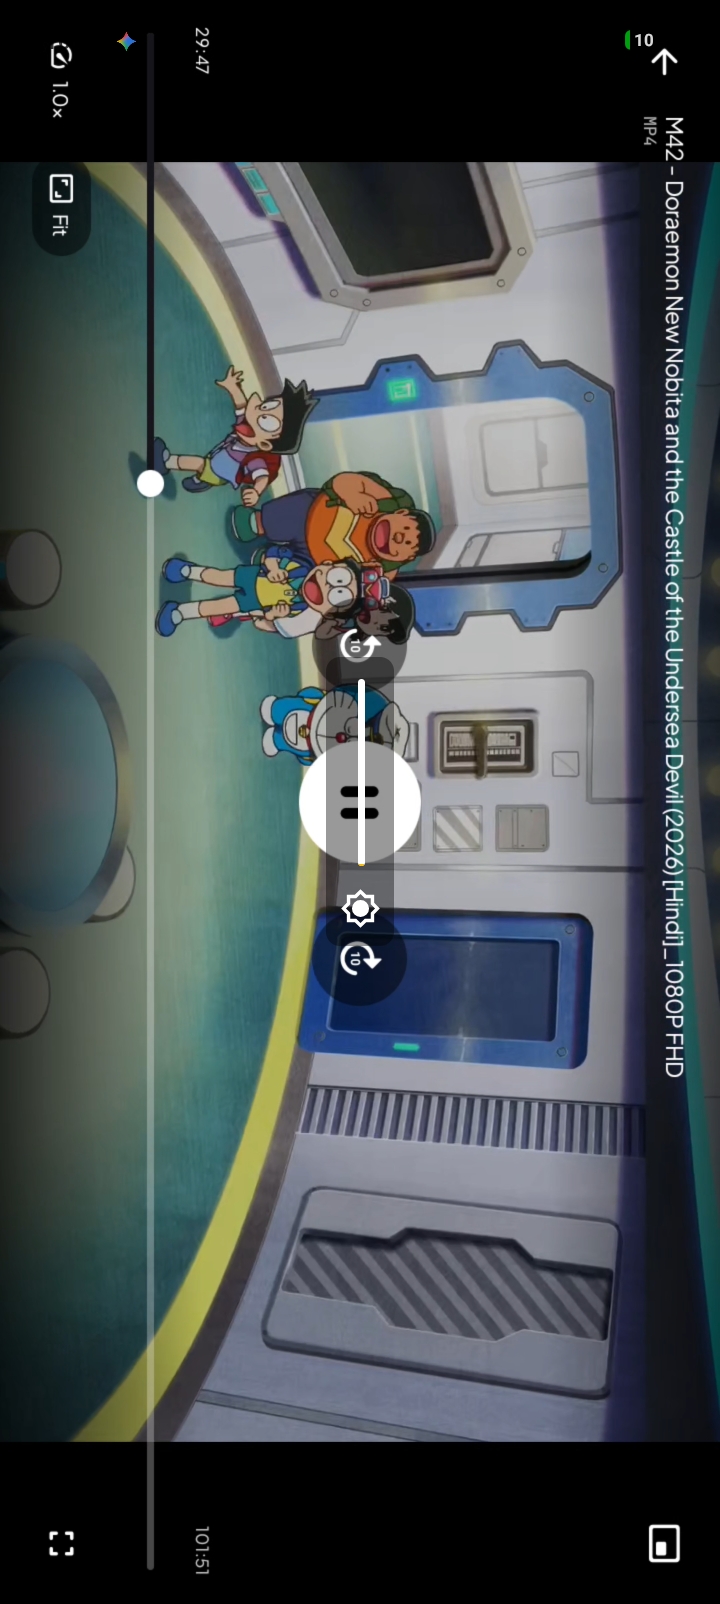 10
M42 - Doraemon New Nobita and the Castle of the Undersea Devil (2026) [Hindi]_1080P FHD
MP4
10
10
29:47
101:51
1.0×
Fit